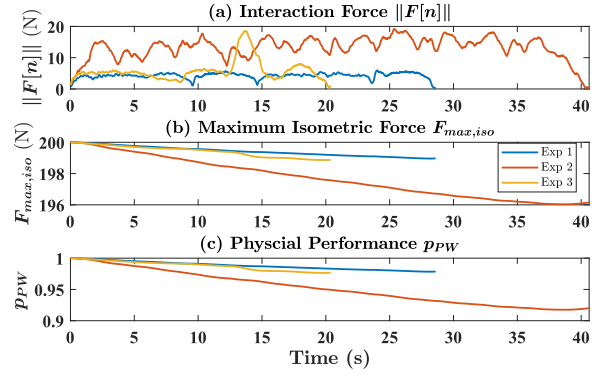 (a) Interaction Force ‖F[n]‖
‖F[n]‖ (N)
20
10
0
0 5 10 15 20 25 30 35 40
(b) Maximum Isometric Force F_max,iso
F_max,iso (N)
200
198
196
Exp 1
Exp 2
Exp 3
0 5 10 15 20 25 30 35 40
(c) Physcial Performance p_PW
p_PW
1
0.95
0.9
0 5 10 15 20 25 30 35 40
Time (s)